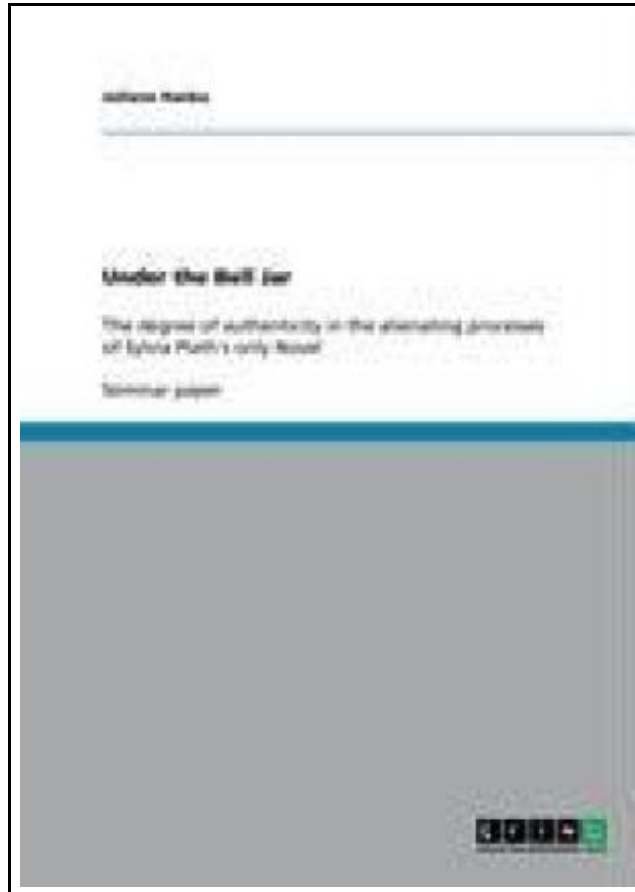 Under the Bell Jar
The degree of authenticity in the alienating processes
of Sylvia Plath's only Novel
Seminar paper
GRIN